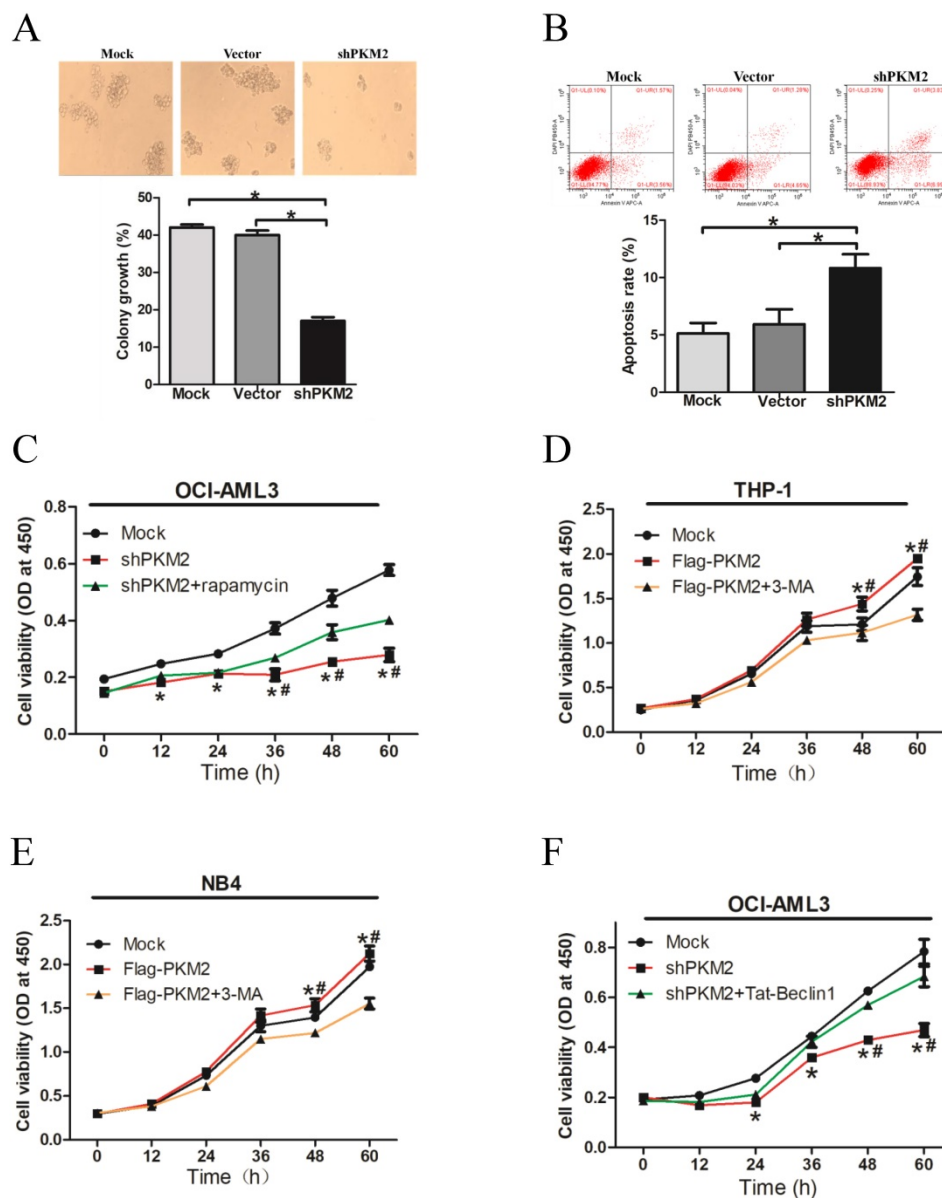 A
Mock Vector shPKM2
Colony growth (%)
50
40
30
20
10
0
Mock Vector shPKM2
*
*
B
Mock Vector shPKM2
Annexin V APC-A Annexin V APC-A Annexin V APC-A
Apoptosis rate (%)
15
10
5
0
Mock Vector shPKM2
*
*
C
OCI-AML3
Cell viability (OD at 450)
0.8
0.6
0.4
0.2
0.0
Mock
shPKM2
shPKM2+rapamycin
* * *# *# *#
0 12 24 36 48 60
Time (h)
D
THP-1
Cell viability (OD at 450)
2.5
2.0
1.5
1.0
0.5
0.0
Mock
Flag-PKM2
Flag-PKM2+3-MA
*# *#
0 12 24 36 48 60
Time（h）
E
NB4
Cell viability (OD at 450)
2.5
2.0
1.5
1.0
0.5
0.0
Mock
Flag-PKM2
Flag-PKM2+3-MA
*# *#
0 12 24 36 48 60
Time（h）
F
OCI-AML3
Cell viability (OD at 450)
0.8
0.6
0.4
0.2
0.0
Mock
shPKM2
shPKM2+Tat-Beclin1
* * *# *#
0 12 24 36 48 60
Time (h)